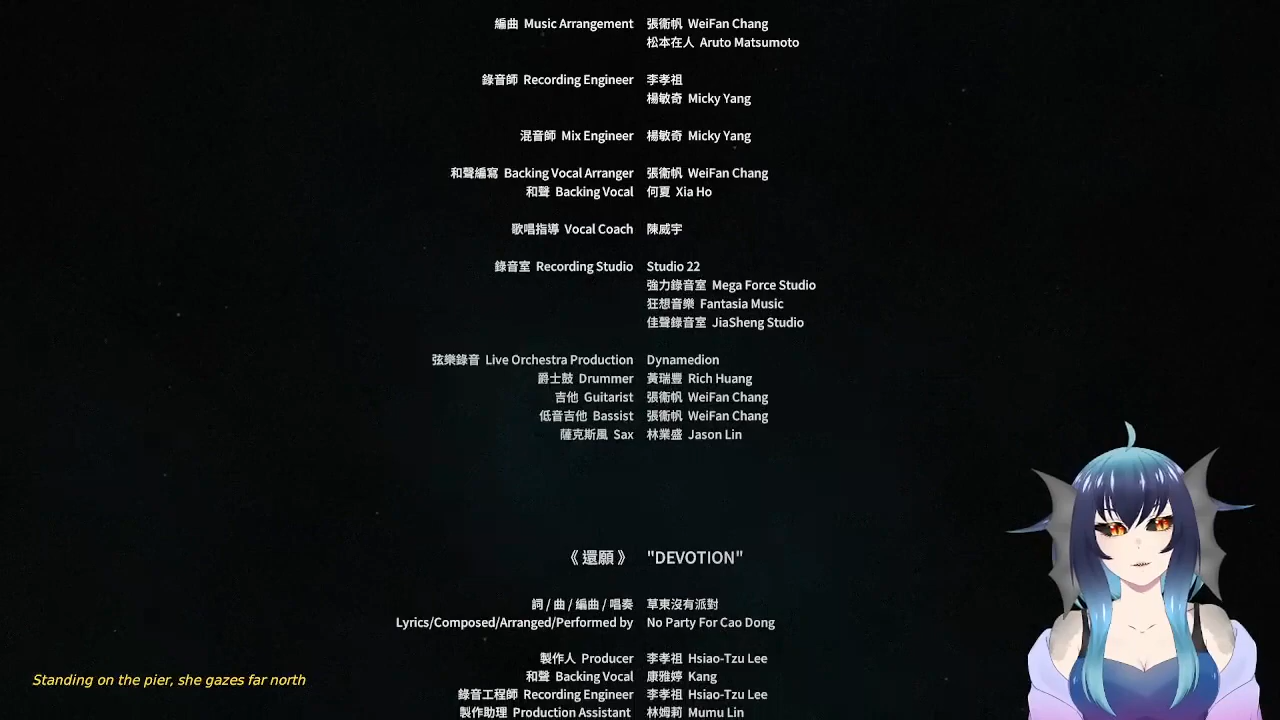 編曲 Music Arrangement 張衞帆 WeiFan Chang
松本在人 Aruto Matsumoto
錄音師 Recording Engineer 李孝祖
楊敏奇 Micky Yang
混音師 Mix Engineer 楊敏奇 Micky Yang
和聲編寫 Backing Vocal Arranger 張衞帆 WeiFan Chang
和聲 Backing Vocal 何夏 Xia Ho
歌唱指導 Vocal Coach 陳威宇
錄音室 Recording Studio Studio 22
強力錄音室 Mega Force Studio
狂想音樂 Fantasia Music
佳聲錄音室 JiaSheng Studio
弦樂錄音 Live Orchestra Production Dynamedion
爵士鼓 Drummer 黃瑞豐 Rich Huang
吉他 Guitarist 張衞帆 WeiFan Chang
低音吉他 Bassist 張衞帆 WeiFan Chang
薩克斯風 Sax 林業盛 Jason Lin
《 還願 》 "DEVOTION"
詞 / 曲 / 編曲 / 唱奏 草東沒有派對
Lyrics/Composed/Arranged/Performed by No Party For Cao Dong
製作人 Producer 李孝祖 Hsiao-Tzu Lee
和聲 Backing Vocal 康雅婷 Kang
錄音工程師 Recording Engineer 李孝祖 Hsiao-Tzu Lee
製作助理 Production Assistant 林姆莉 Mumu Lin
Standing on the pier, she gazes far north